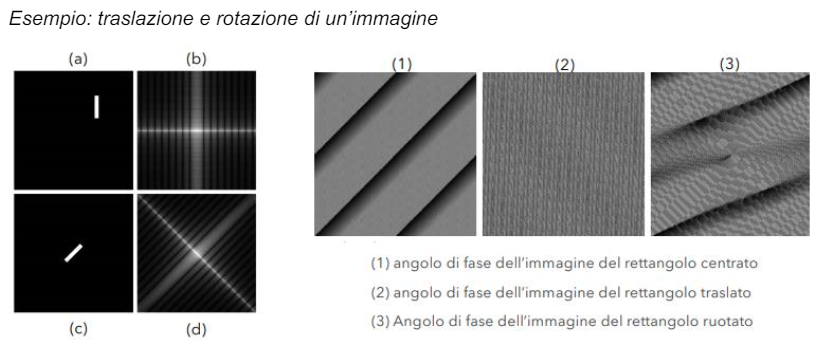 Esempio: traslazione e rotazione di un’immagine
(a) (b)
(c) (d)
(1) (2) (3)
(1) angolo di fase dell’immagine del rettangolo centrato
(2) angolo di fase dell’immagine del rettangolo traslato
(3) Angolo di fase dell’immagine del rettangolo ruotato